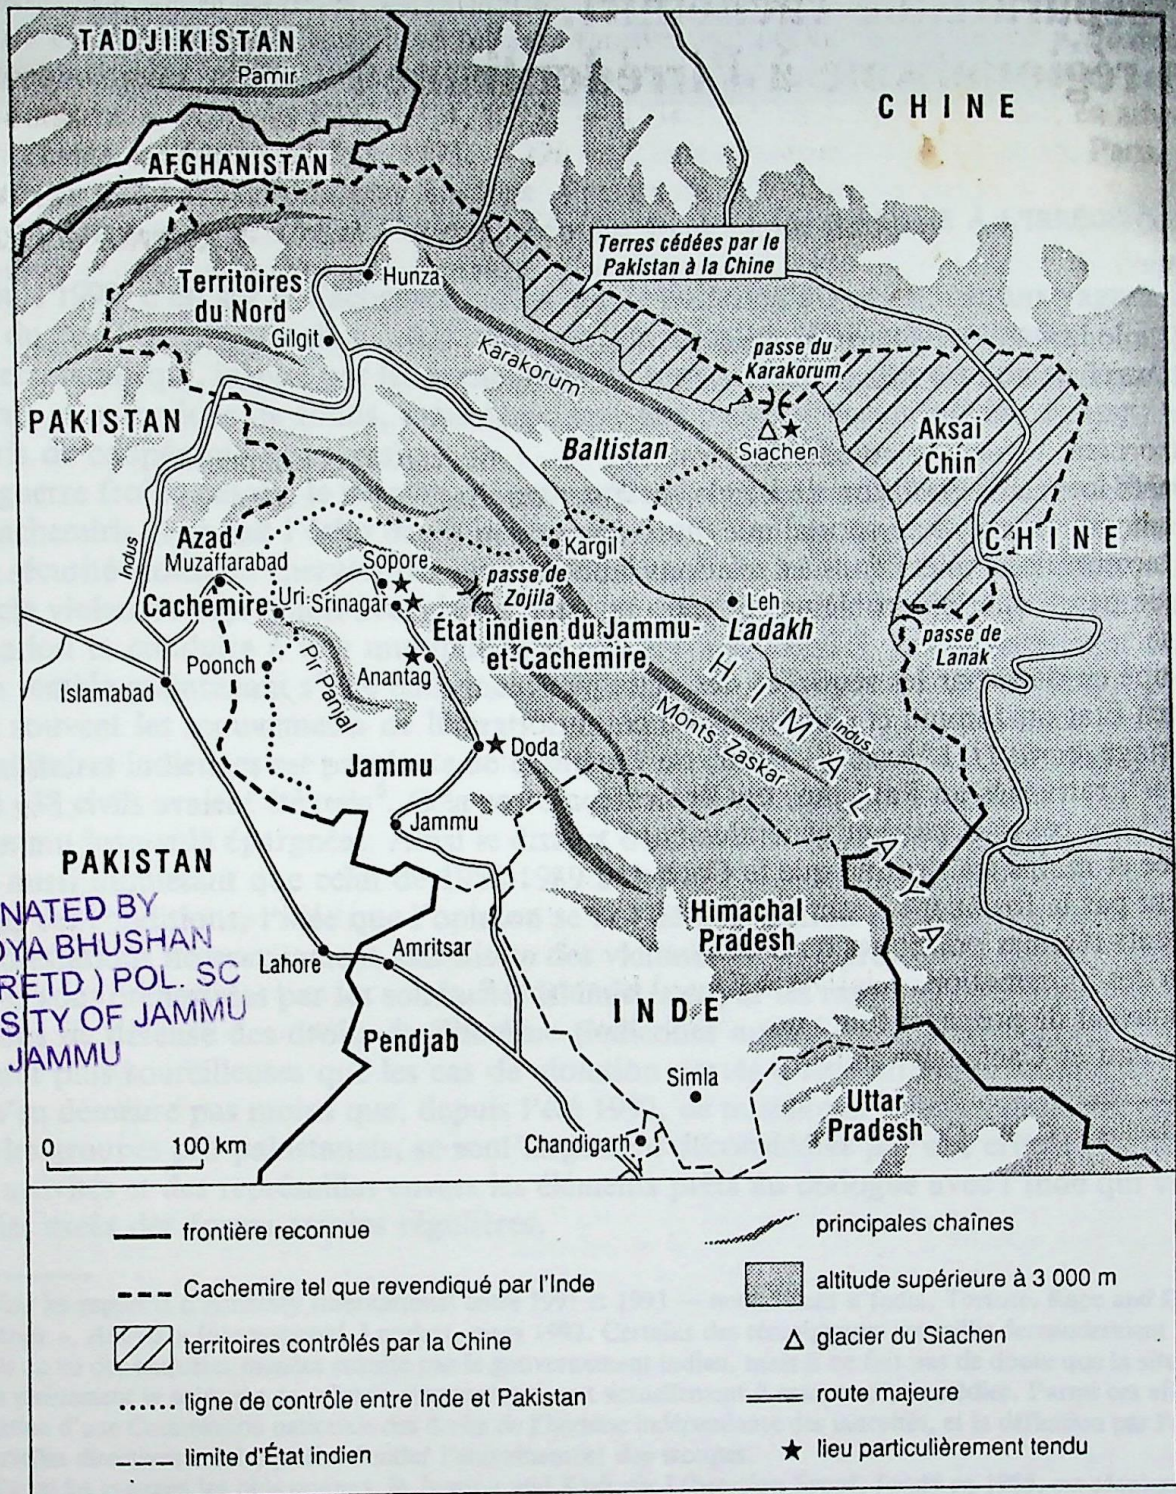 TADJIKISTAN
Pamir
CHINE
AFGHANISTAN
Terres cédées par le
Pakistan à la Chine
Hunza
Territoires
du Nord
Gilgit
Karakorum
passe du
Karakorum
PAKISTAN
Baltistan
Siachen
Aksai
Chin
CHINE
Indus
Azad
Muzaffarabad
Cachemire
Uri
Sopore
Srinagar
Kargil
passe de
Zojila
Leh
Ladakh
État indien du Jammu-
et-Cachemire
passe de
Lanak
Poonch
Pir Panjal
Anantag
Islamabad
HIMALAYA
Monts Zaskar
Indus
Doda
Jammu
Jammu
PAKISTAN
NATED BY
DYA BHUSHAN
RETD ) POL. SC
SITY OF JAMMU
JAMMU
Himachal
Pradesh
Lahore
Amritsar
INDE
Pendjab
Simla
Uttar
Pradesh
Chandigarh
0 100 km
frontière reconnue
Cachemire tel que revendiqué par l'Inde
territoires contrôlés par la Chine
ligne de contrôle entre Inde et Pakistan
limite d'État indien
principales chaînes
altitude supérieure à 3 000 m
glacier du Siachen
route majeure
lieu particulièrement tendu